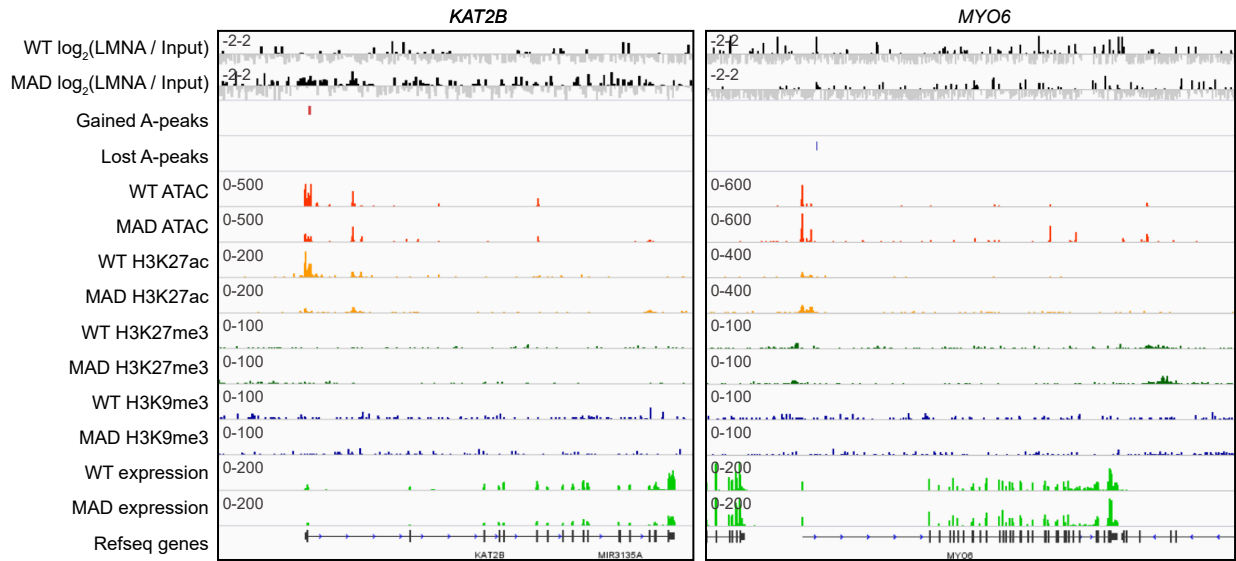 KAT2B MYO6
WT log2(LMNA / Input) -2-2 -2-2
MAD log2(LMNA / Input) -2-2 -2-2
Gained A-peaks
Lost A-peaks
WT ATAC 0-500 0-600
MAD ATAC 0-500 0-600
WT H3K27ac 0-200 0-400
MAD H3K27ac 0-200 0-400
WT H3K27me3 0-100 0-100
MAD H3K27me3 0-100 0-100
WT H3K9me3 0-100 0-100
MAD H3K9me3 0-100 0-100
WT expression 0-200 0-200
MAD expression 0-200 0-200
Refseq genes
KAT2B MIR3135A MYO6